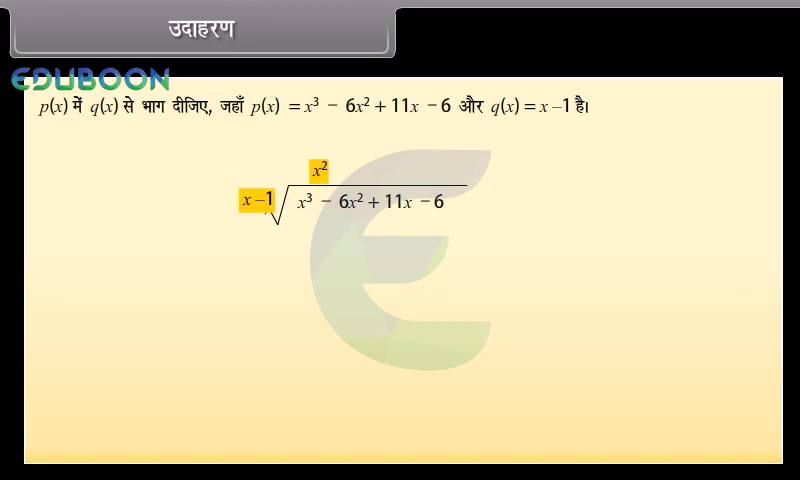 उदाहरण
EDUBOON
p(x) में q(x) से भाग दीजिए, जहाँ p(x) = x³ − 6x² + 11x − 6 और q(x) = x −1 है।
x²
x −1 √ x³ − 6x² + 11x − 6